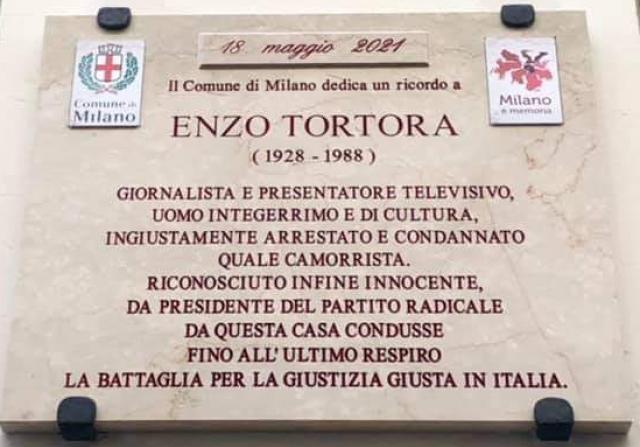 18 maggio 2021
Comune di
Milano
Milano
è memoria
Il Comune di Milano dedica un ricordo a
ENZO TORTORA
( 1928 - 1988 )
GIORNALISTA E PRESENTATORE TELEVISIVO,
UOMO INTEGERRIMO E DI CULTURA,
INGIUSTAMENTE ARRESTATO E CONDANNATO
QUALE CAMORRISTA.
RICONOSCIUTO INFINE INNOCENTE,
DA PRESIDENTE DEL PARTITO RADICALE
DA QUESTA CASA CONDUSSE
FINO ALL' ULTIMO RESPIRO
LA BATTAGLIA PER LA GIUSTIZIA GIUSTA IN ITALIA.